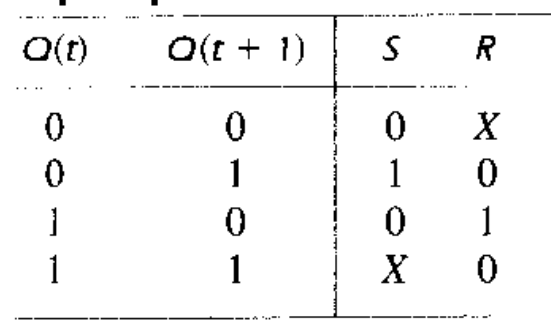 Q(t) Q(t + 1) S R
0 0 0 X
0 1 1 0
1 0 0 1
1 1 X 0